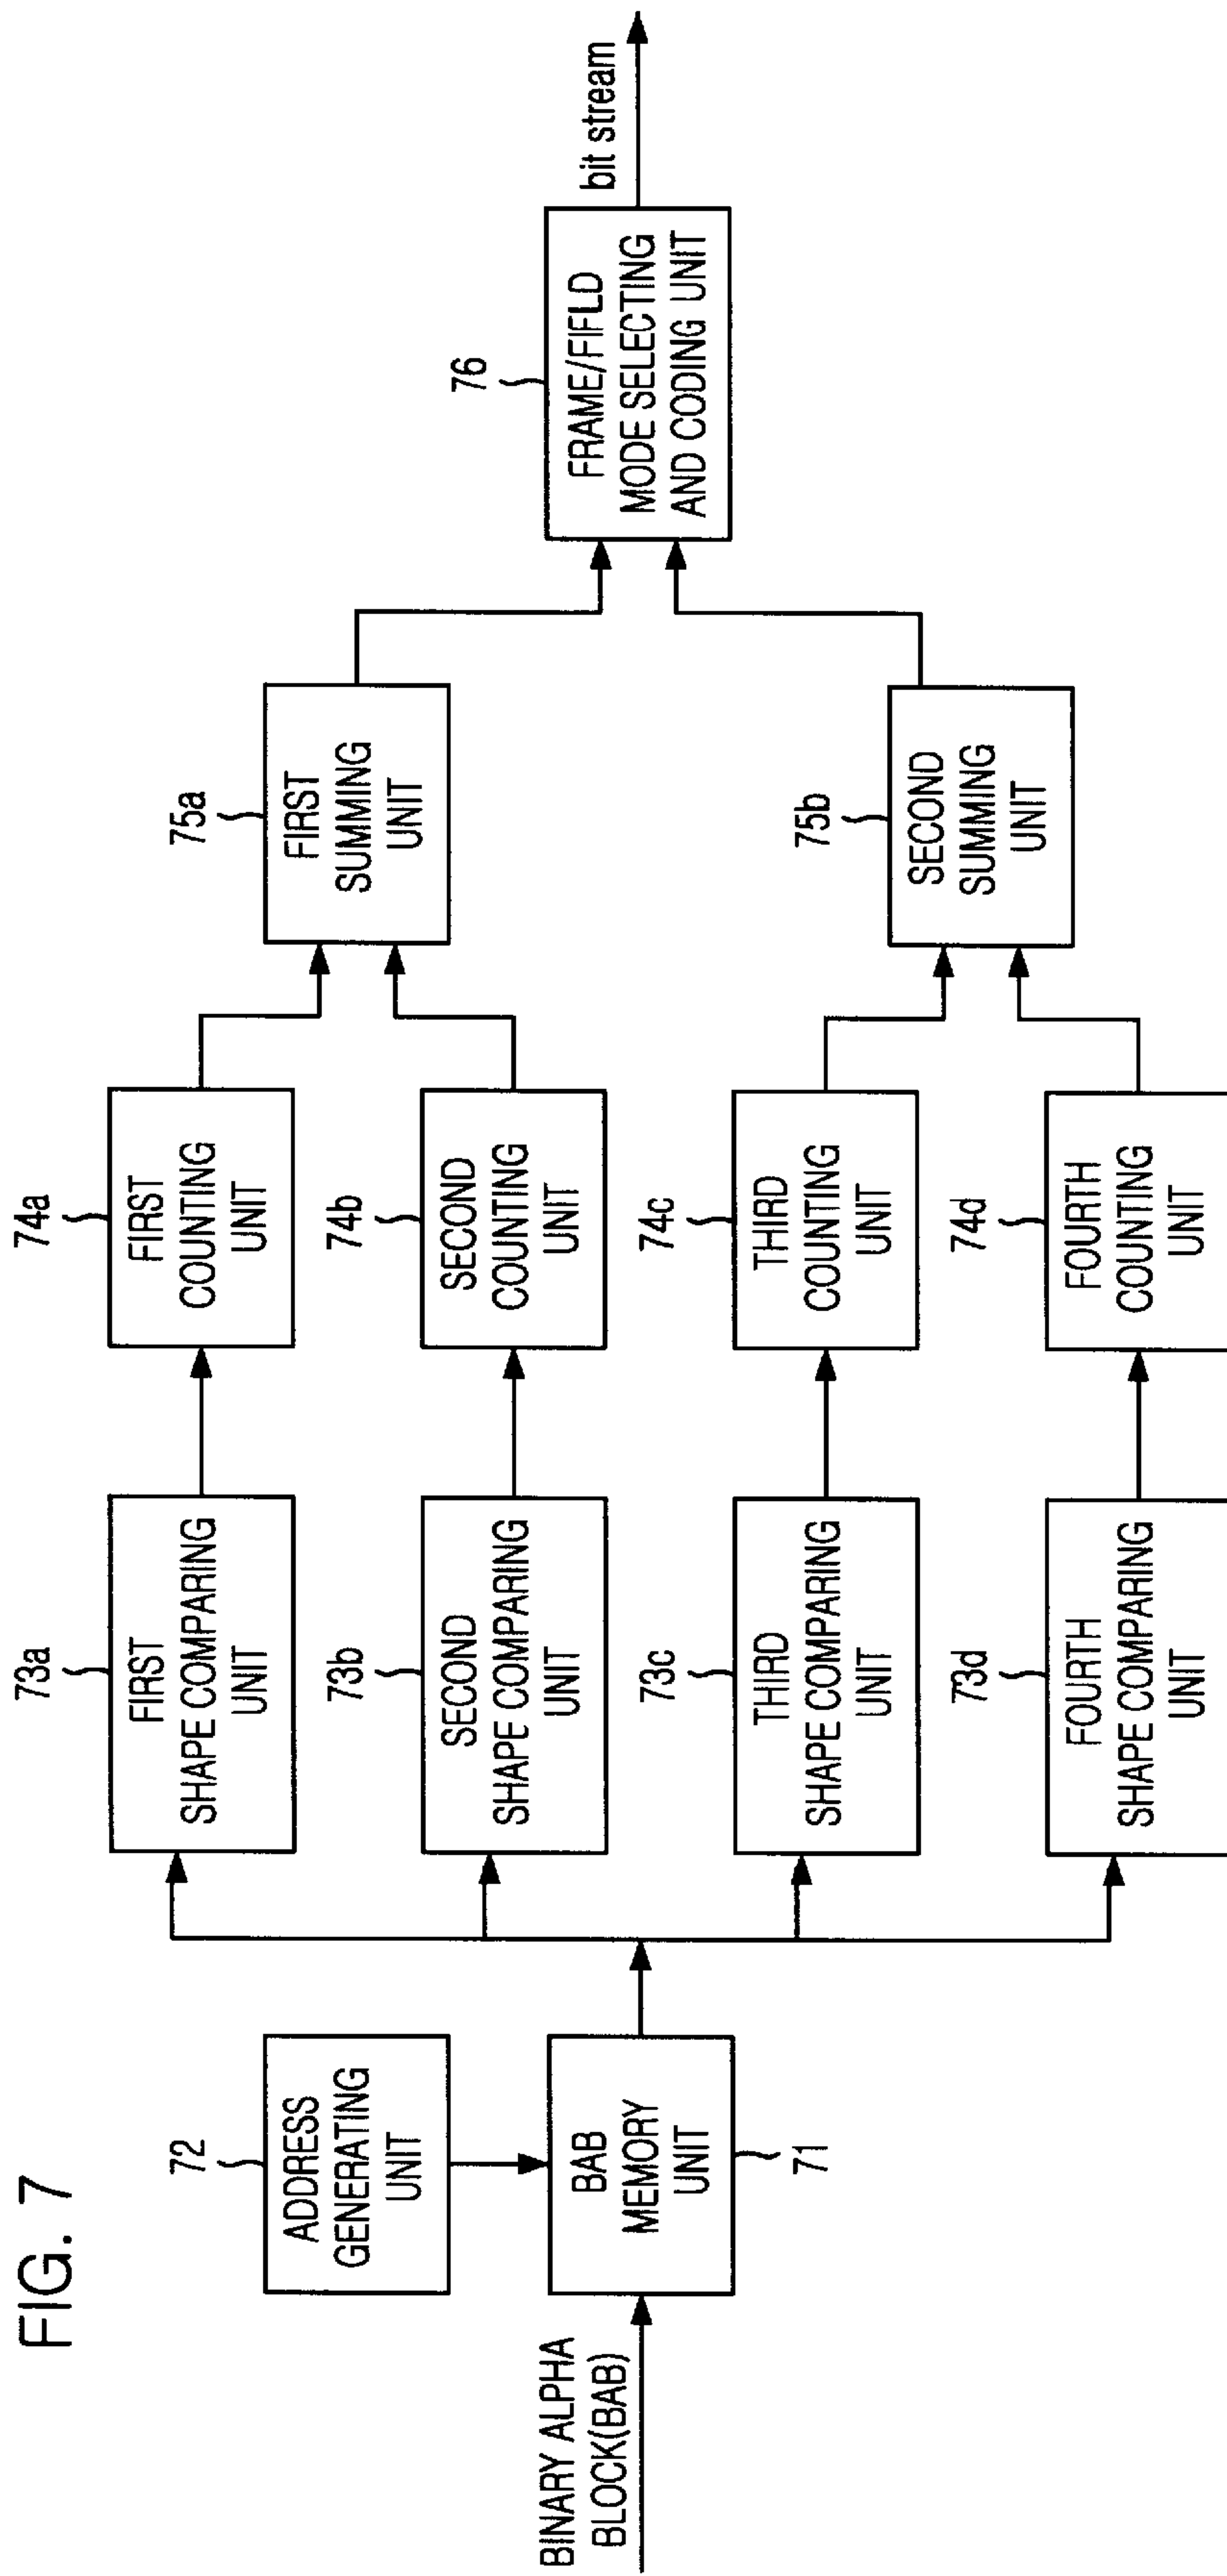 FIG. 7
BINARY ALPHA
BLOCK(BAB)
72
ADDRESS
GENERATING
UNIT
BAB
MEMORY
UNIT
71
73a
FIRST
SHAPE COMPARING
UNIT
73b
SECOND
SHAPE COMPARING
UNIT
73c
THIRD
SHAPE COMPARING
UNIT
73d
FOURTH
SHAPE COMPARING
UNIT
74a
FIRST
COUNTING
UNIT
74b
SECOND
COUNTING
UNIT
74c
THIRD
COUNTING
UNIT
74d
FOURTH
COUNTING
UNIT
75a
FIRST
SUMMING
UNIT
75b
SECOND
SUMMING
UNIT
76
FRAME/FIFLD
MODE SELECTING
AND CODING UNIT
bit stream